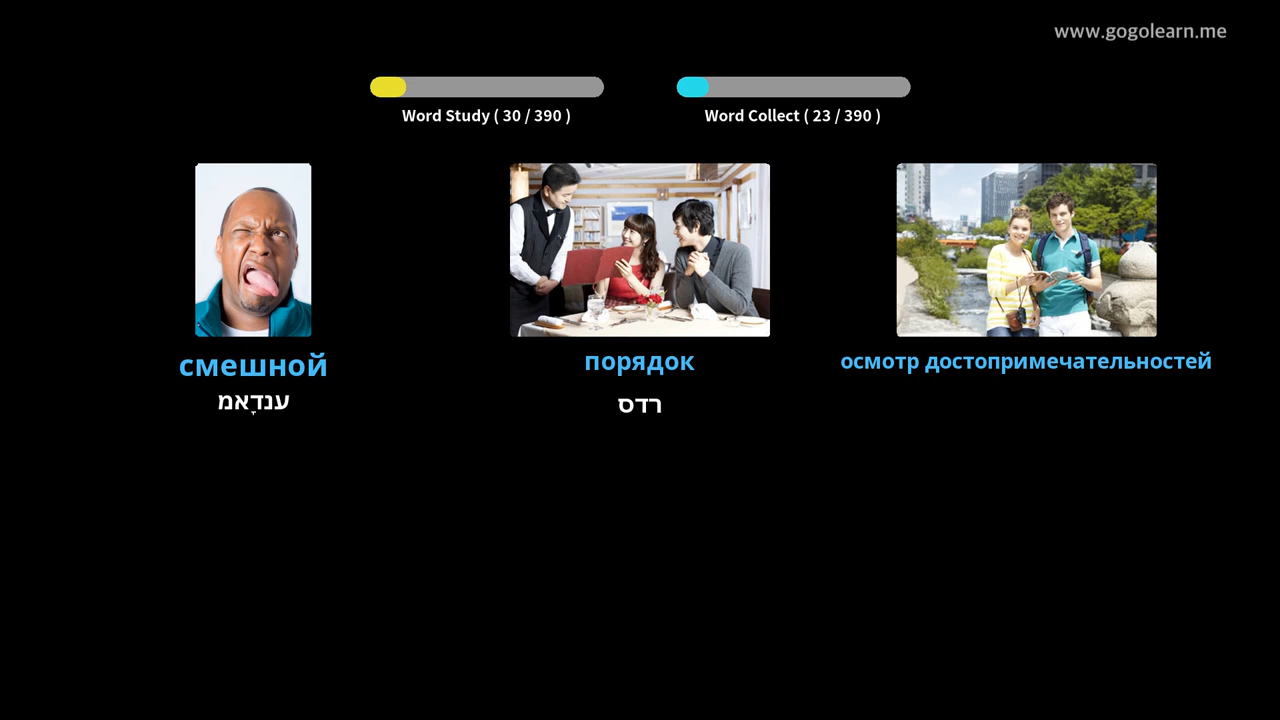 www.gogolearn.me
Word Study ( 30 / 390 )
Word Collect ( 23 / 390 )
смешной
ענדָאמ
порядок
רדס
осмотр достопримечательностей